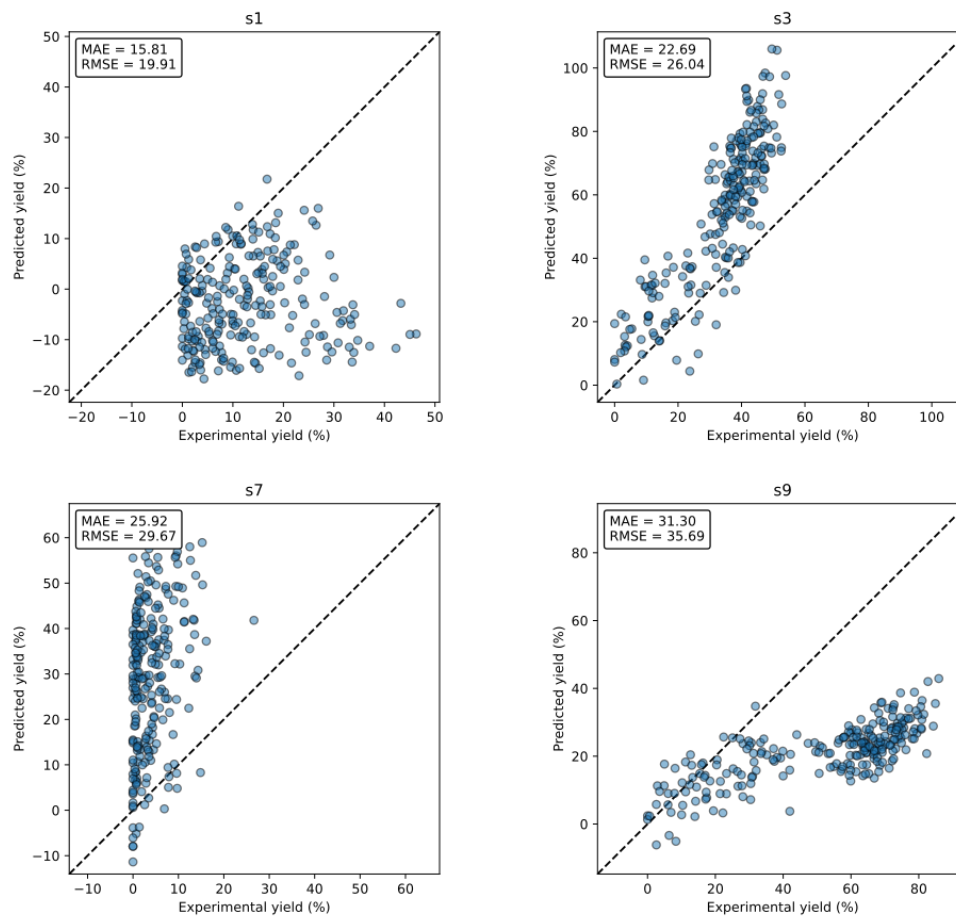 s1
MAE = 15.81
RMSE = 19.91
50
40
30
20
10
0
−10
−20
Predicted yield (%)
−20 −10 0 10 20 30 40 50
Experimental yield (%)
s3
MAE = 22.69
RMSE = 26.04
100
80
60
40
20
0
Predicted yield (%)
0 20 40 60 80 100
Experimental yield (%)
s7
MAE = 25.92
RMSE = 29.67
60
50
40
30
20
10
0
−10
Predicted yield (%)
−10 0 10 20 30 40 50 60
Experimental yield (%)
s9
MAE = 31.30
RMSE = 35.69
80
60
40
20
0
Predicted yield (%)
0 20 40 60 80
Experimental yield (%)